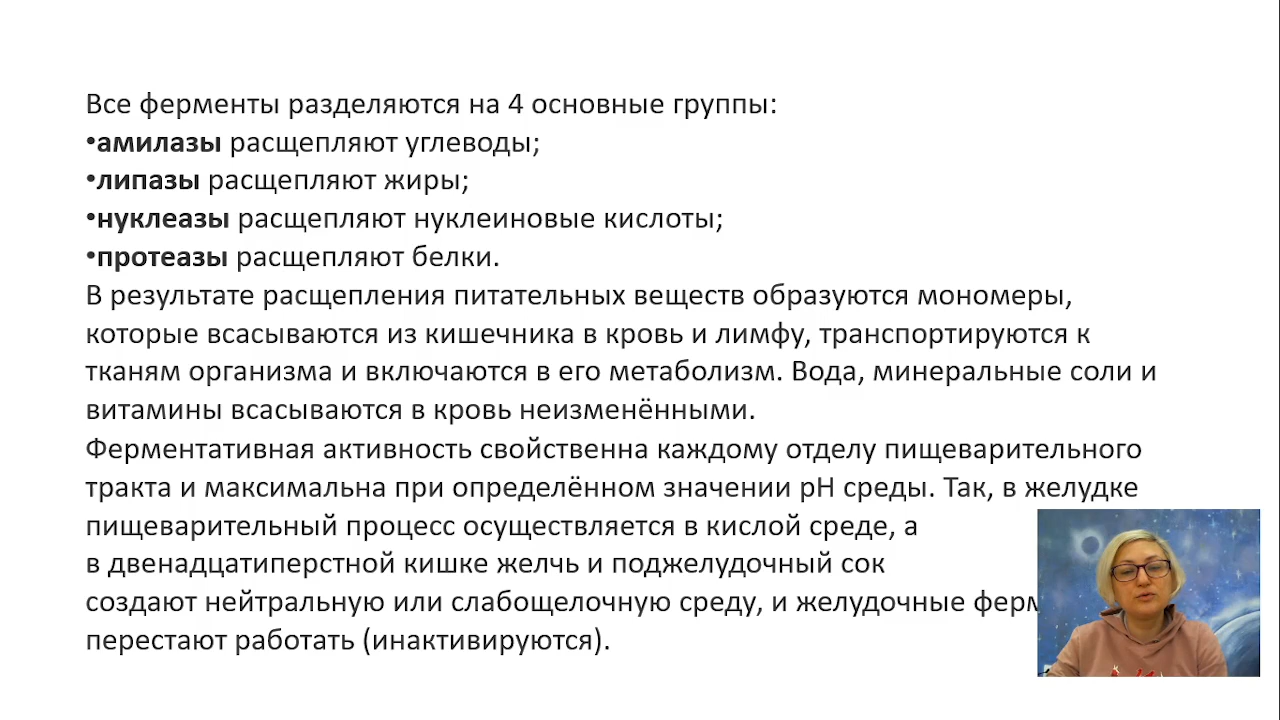 Все ферменты разделяются на 4 основные группы:
•амилазы расщепляют углеводы;
•липазы расщепляют жиры;
•нуклеазы расщепляют нуклеиновые кислоты;
•протеазы расщепляют белки.
В результате расщепления питательных веществ образуются мономеры,
которые всасываются из кишечника в кровь и лимфу, транспортируются к
тканям организма и включаются в его метаболизм. Вода, минеральные соли и
витамины всасываются в кровь неизменёнными.
Ферментативная активность свойственна каждому отделу пищеварительного
тракта и максимальна при определённом значении pH среды. Так, в желудке
пищеварительный процесс осуществляется в кислой среде, а
в двенадцатиперстной кишке желчь и поджелудочный сок
создают нейтральную или слабощелочную среду, и желудочные
перестают работать (инактивируются).